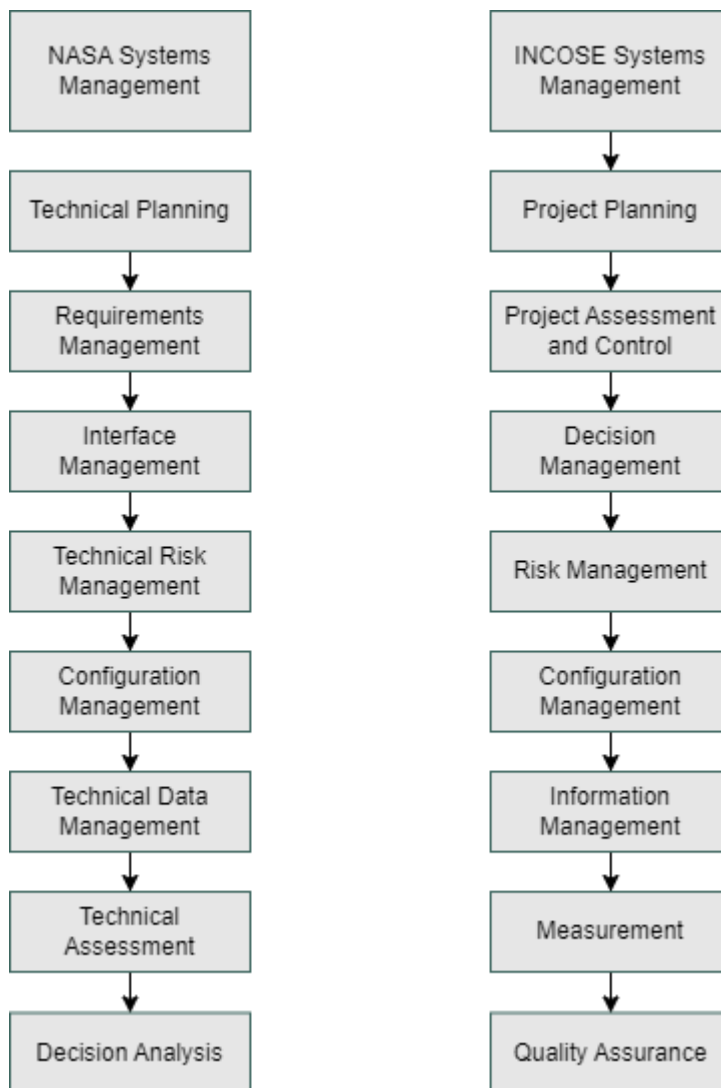 NASA Systems
Management
Technical Planning
Requirements
Management
Interface
Management
Technical Risk
Management
Configuration
Management
Technical Data
Management
Technical
Assessment
Decision Analysis
INCOSE Systems
Management
Project Planning
Project Assessment
and Control
Decision
Management
Risk Management
Configuration
Management
Information
Management
Measurement
Quality Assurance